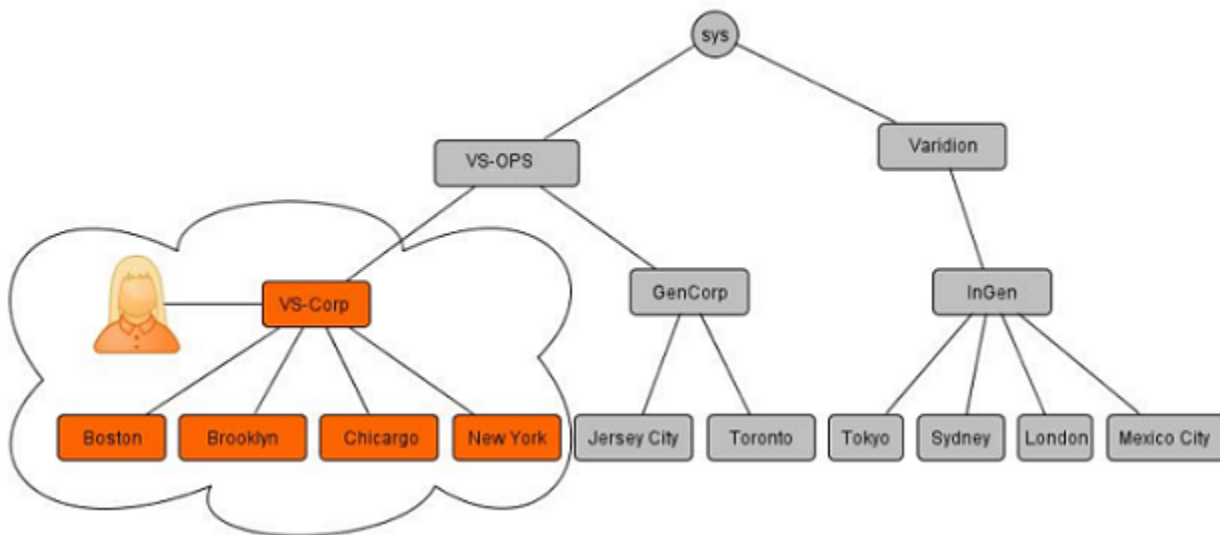 sys
VS-OPS
Varidion
VS-Corp
GenCorp
InGen
Boston
Brooklyn
Chicargo
New York
Jersey City
Toronto
Tokyo
Sydney
London
Mexico City